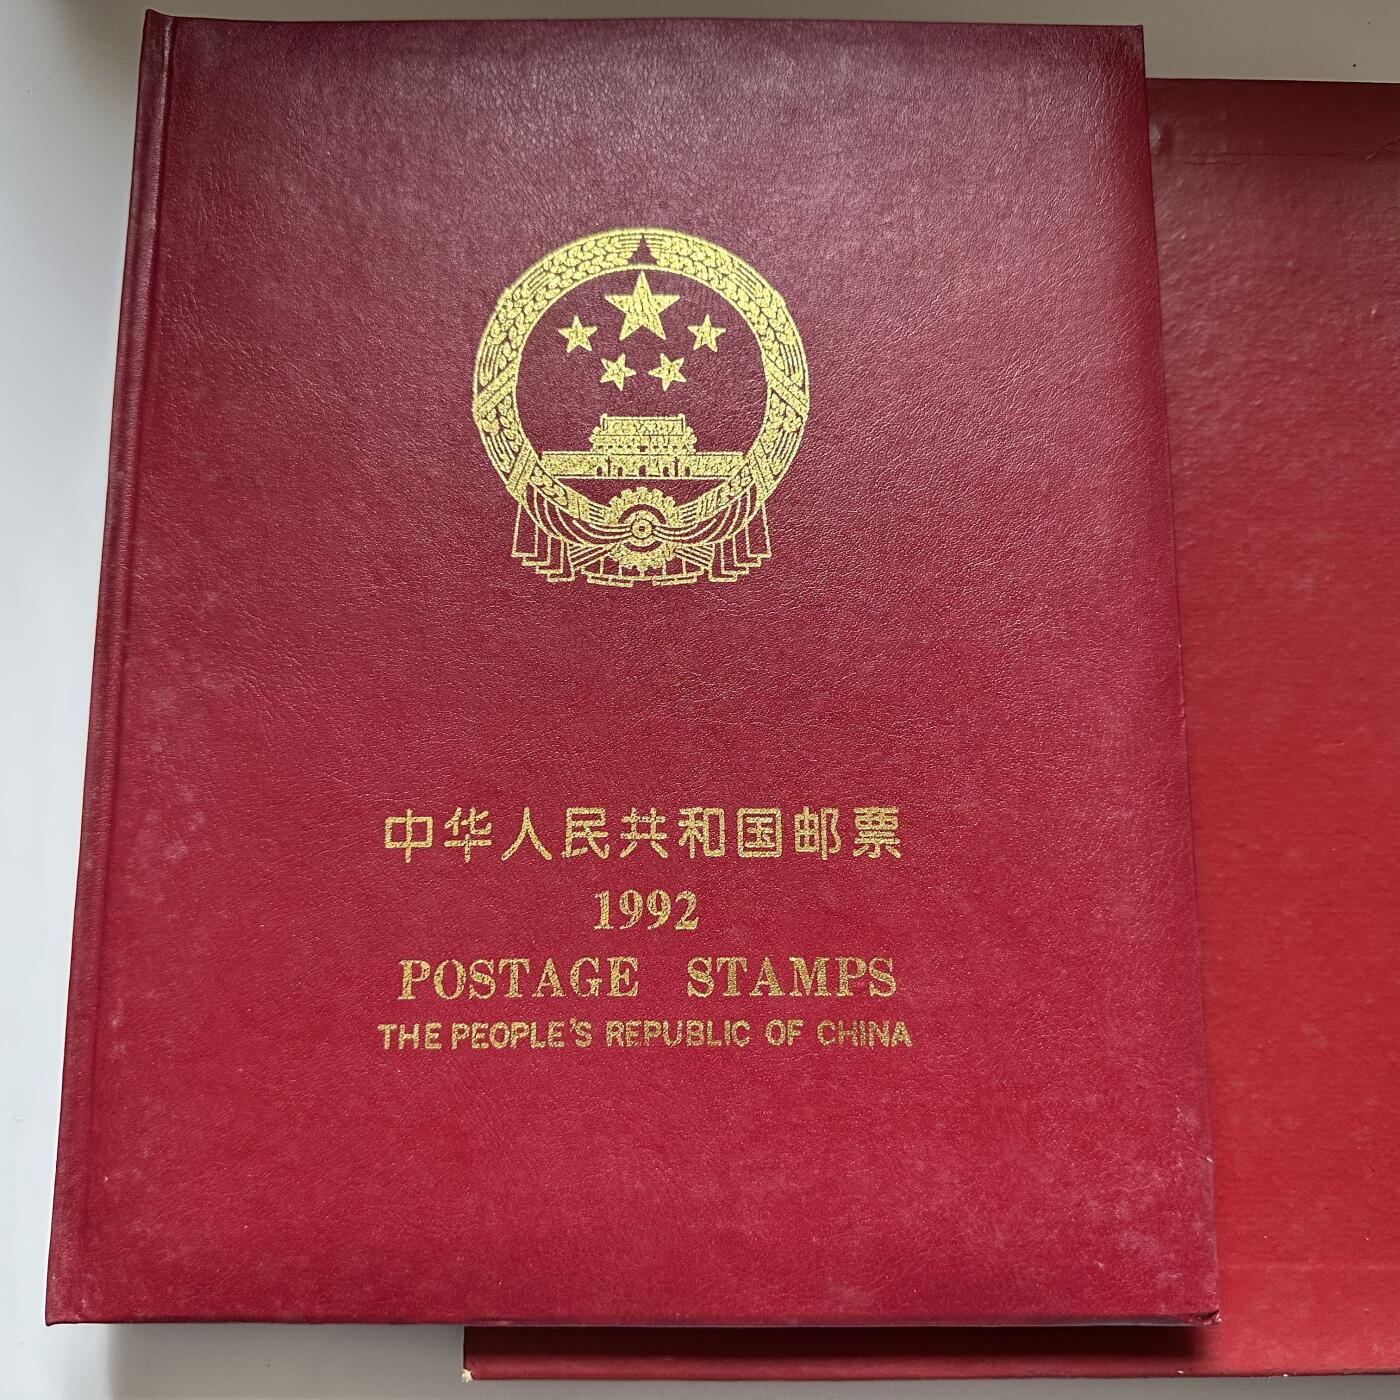 中华人民共和国邮票
1992
POSTAGE STAMPS
THE PEOPLE'S REPUBLIC OF CHINA